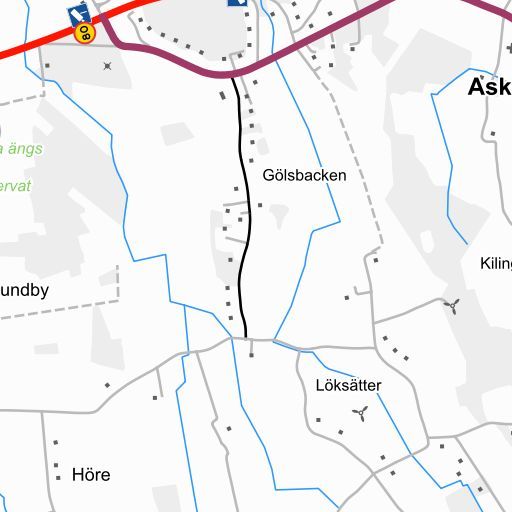 80
Ask
a ängs
ervat
Gölsbacken
Kiling
undby
Löksätter
Höre